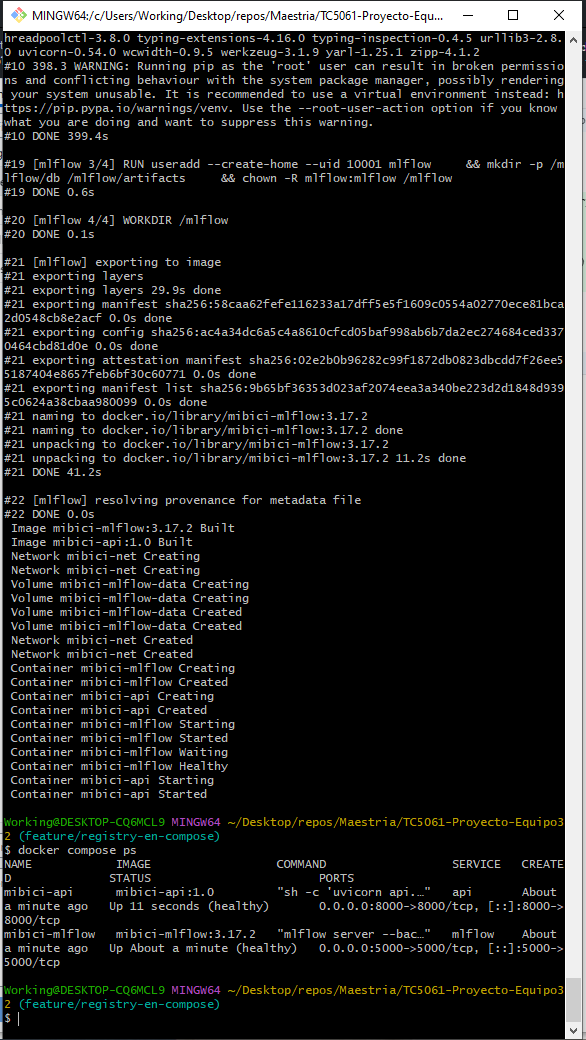 MINGW64:/c/Users/Working/Desktop/repos/Maestria/TC5061-Proyecto-Equ...
hreadpoolctl-3.8.0 typing-extensions-4.16.0 typing-inspection-0.4.5 urllib3-2.8.
0 uvicorn-0.54.0 wcwidth-0.9.5 werkzeug-3.1.9 yarl-1.25.1 zipp-4.1.2
#10 398.3 WARNING: Running pip as the 'root' user can result in broken permissio
ns and conflicting behaviour with the system package manager, possibly rendering
 your system unusable. It is recommended to use a virtual environment instead: h
ttps://pip.pypa.io/warnings/venv. Use the --root-user-action option if you know
what you are doing and want to suppress this warning.
#10 DONE 399.4s
#19 [mlflow 3/4] RUN useradd --create-home --uid 10001 mlflow     && mkdir -p /m
lflow/db /mlflow/artifacts     && chown -R mlflow:mlflow /mlflow
#19 DONE 0.6s
#20 [mlflow 4/4] WORKDIR /mlflow
#20 DONE 0.1s
#21 [mlflow] exporting to image
#21 exporting layers
#21 exporting layers 29.9s done
#21 exporting manifest sha256:58caa62fefe116233a17dff5e5f1609c0554a02770ece81bca
2d0548cb8e2acf 0.0s done
#21 exporting config sha256:ac4a34dc6a5c4a8610cfcd05baf998ab6b7da2ec274684ced337
0464cbd81d0e 0.0s done
#21 exporting attestation manifest sha256:02e2b0b96282c99f1872db0823dbcdd7f26ee5
5187404e8657feb6bf30c60771 0.0s done
#21 exporting manifest list sha256:9b65bf36353d023af2074eea3a340be223d2d1848d939
5c0624a38cbaa980099 0.0s done
#21 naming to docker.io/library/mibici-mlflow:3.17.2
#21 naming to docker.io/library/mibici-mlflow:3.17.2 done
#21 unpacking to docker.io/library/mibici-mlflow:3.17.2
#21 unpacking to docker.io/library/mibici-mlflow:3.17.2 11.2s done
#21 DONE 41.2s
#22 [mlflow] resolving provenance for metadata file
#22 DONE 0.0s
 Image mibici-mlflow:3.17.2 Built
 Image mibici-api:1.0 Built
 Network mibici-net Creating
 Network mibici-net Creating
 Volume mibici-mlflow-data Creating
 Volume mibici-mlflow-data Creating
 Volume mibici-mlflow-data Created
 Volume mibici-mlflow-data Created
 Network mibici-net Created
 Network mibici-net Created
 Container mibici-mlflow Creating
 Container mibici-mlflow Created
 Container mibici-api Creating
 Container mibici-api Created
 Container mibici-mlflow Starting
 Container mibici-mlflow Started
 Container mibici-mlflow Waiting
 Container mibici-mlflow Healthy
 Container mibici-api Starting
 Container mibici-api Started
Working@DESKTOP-CQ6MCL9 MINGW64 ~/Desktop/repos/Maestria/TC5061-Proyecto-Equipo3
2 (feature/registry-en-compose)
$ docker compose ps
NAME            IMAGE                  COMMAND                  SERVICE   CREATE
D              STATUS                        PORTS
mibici-api      mibici-api:1.0         "sh -c 'uvicorn api.…"   api       About
a minute ago   Up 11 seconds (healthy)       0.0.0.0:8000->8000/tcp, [::]:8000->
8000/tcp
mibici-mlflow   mibici-mlflow:3.17.2   "mlflow server --bac…"   mlflow    About
a minute ago   Up About a minute (healthy)   0.0.0.0:5000->5000/tcp, [::]:5000->
5000/tcp
Working@DESKTOP-CQ6MCL9 MINGW64 ~/Desktop/repos/Maestria/TC5061-Proyecto-Equipo3
2 (feature/registry-en-compose)
$